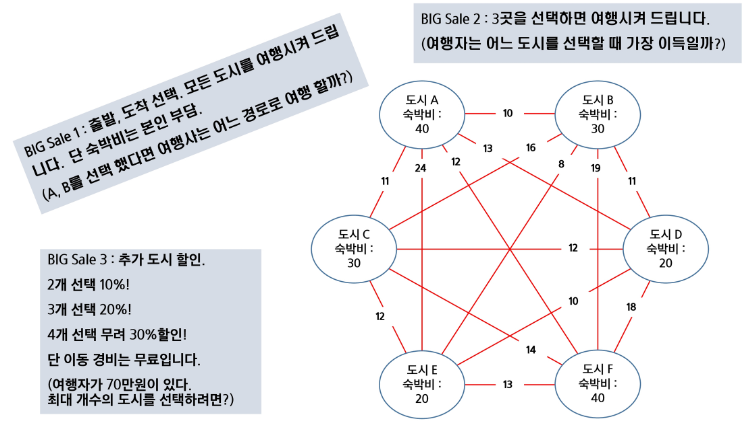 BIG Sale 1 : 출발, 도착 선택. 모든 도시를 여행시켜 드립
니다. 단 숙박비는 본인 부담.
(A, B를 선택 했다면 여행사는 어느 경로로 여행 할까?)
BIG Sale 2 : 3곳을 선택하면 여행시켜 드립니다.
(여행자는 어느 도시를 선택할 때 가장 이득일까?)
도시 A
숙박비 :
40
10
도시 B
숙박비 :
30
12
13
16
8
11
24
19
11
도시 C
숙박비 :
30
12
도시 D
숙박비 :
20
12
10
18
14
도시 E
숙박비 :
20
13
도시 F
숙박비 :
40
BIG Sale 3 : 추가 도시 할인.
2개 선택 10%!
3개 선택 20%!
4개 선택 무려 30%할인!
단 이동 경비는 무료입니다.
(여행자가 70만원이 있다.
최대 개수의 도시를 선택하려면?)